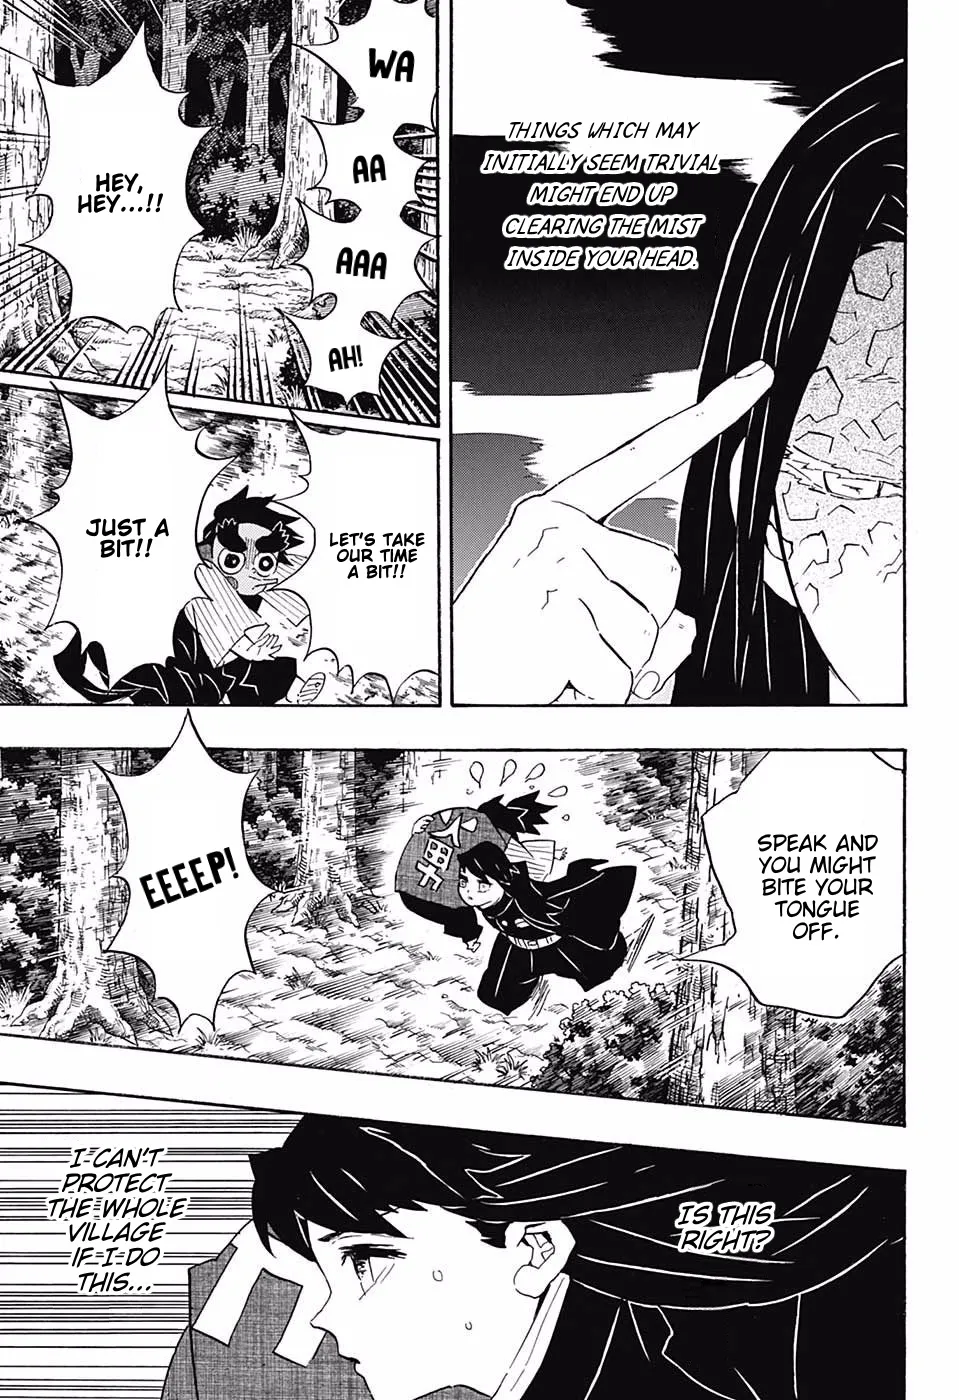 THINGS WHICH MAY
INITIALLY SEEM TRIVIAL
MIGHT END UP
CLEARING THE MIST
INSIDE YOUR HEAD.
WA
AA
AAA
AH!
HEY,
HEY...!!
LET'S TAKE
OUR TIME
A BIT!!
JUST A
BIT!!
SPEAK AND
YOU MIGHT
BITE YOUR
TONGUE
OFF.
火男
EEEEP!
IS THIS
RIGHT?
I CAN'T
PROTECT
THE WHOLE
VILLAGE
IF I DO
THIS...